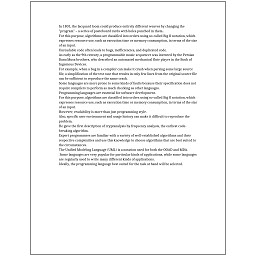 In 1801, the Jacquard loom could produce entirely different weaves by changing the
"program" – a series of pasteboard cards with holes punched in them.
For this purpose, algorithms are classified into orders using so-called Big O notation, which
expresses resource use, such as execution time or memory consumption, in terms of the size
of an input.
Unreadable code often leads to bugs, inefficiencies, and duplicated code.
As early as the 9th century, a programmable music sequencer was invented by the Persian
Banu Musa brothers, who described an automated mechanical flute player in the Book of
Ingenious Devices.
For example, when a bug in a compiler can make it crash when parsing some large source
file, a simplification of the test case that results in only few lines from the original source file
can be sufficient to reproduce the same crash.
Some languages are more prone to some kinds of faults because their specification does not
require compilers to perform as much checking as other languages.
Programming languages are essential for software development.
For this purpose, algorithms are classified into orders using so-called Big O notation, which
expresses resource use, such as execution time or memory consumption, in terms of the size
of an input.
However, readability is more than just programming style.
Also, specific user environment and usage history can make it difficult to reproduce the
problem.
He gave the first description of cryptanalysis by frequency analysis, the earliest code-
breaking algorithm.
Expert programmers are familiar with a variety of well-established algorithms and their
respective complexities and use this knowledge to choose algorithms that are best suited to
the circumstances.
The Unified Modeling Language (UML) is a notation used for both the OOAD and MDA.
Some languages are very popular for particular kinds of applications, while some languages
are regularly used to write many different kinds of applications.
Ideally, the programming language best suited for the task at hand will be selected.